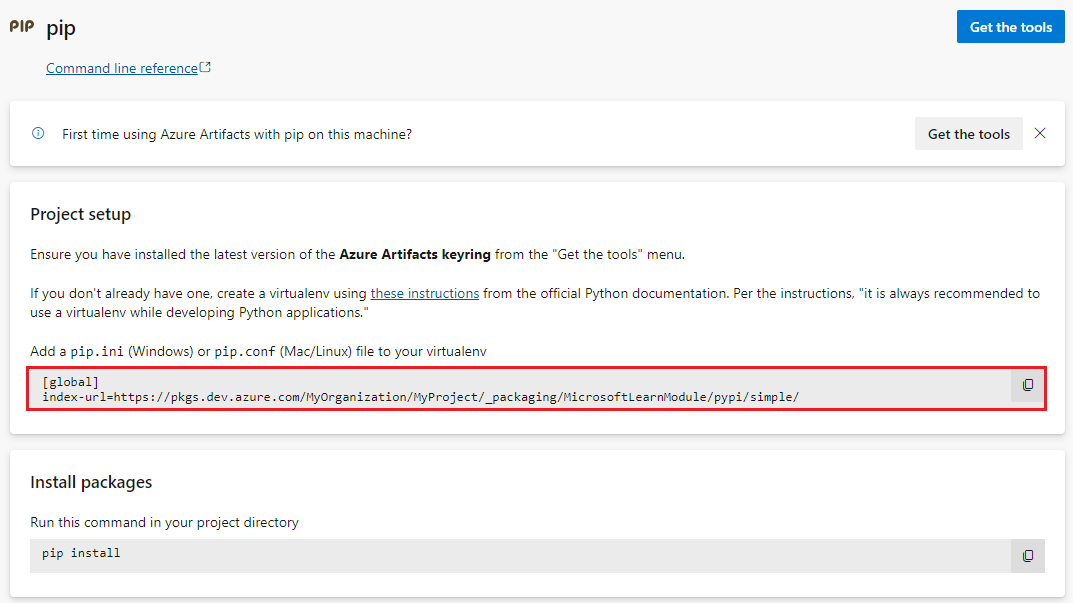 PIP pip
Get the tools
Command line reference
First time using Azure Artifacts with pip on this machine?
Get the tools
Project setup
Ensure you have installed the latest version of the Azure Artifacts keyring from the "Get the tools" menu.
If you don't already have one, create a virtualenv using these instructions from the official Python documentation. Per the instructions, "it is always recommended to
use a virtualenv while developing Python applications."
Add a pip.ini (Windows) or pip.conf (Mac/Linux) file to your virtualenv
[global]
index-url=https://pkgs.dev.azure.com/MyOrganization/MyProject/_packaging/MicrosoftLearnModule/pypi/simple/
Install packages
Run this command in your project directory
pip install